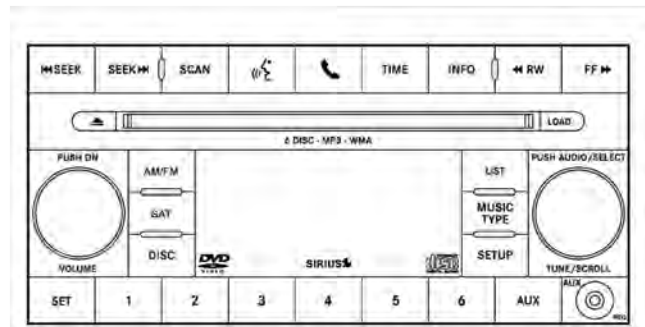 SEEK SEEK SCAN TIME INFO RW FF
LOAD
6 DISC - MP3 - WMA
PUSH ON PUSH AUDIO/SELECT
AM/FM LIST
SAT MUSIC
TYPE
DISC SETUP
DVD
VIDEO
SIRIUS
VOLUME TUNE/SCROLL
SET 1 2 3 4 5 6 AUX AUX